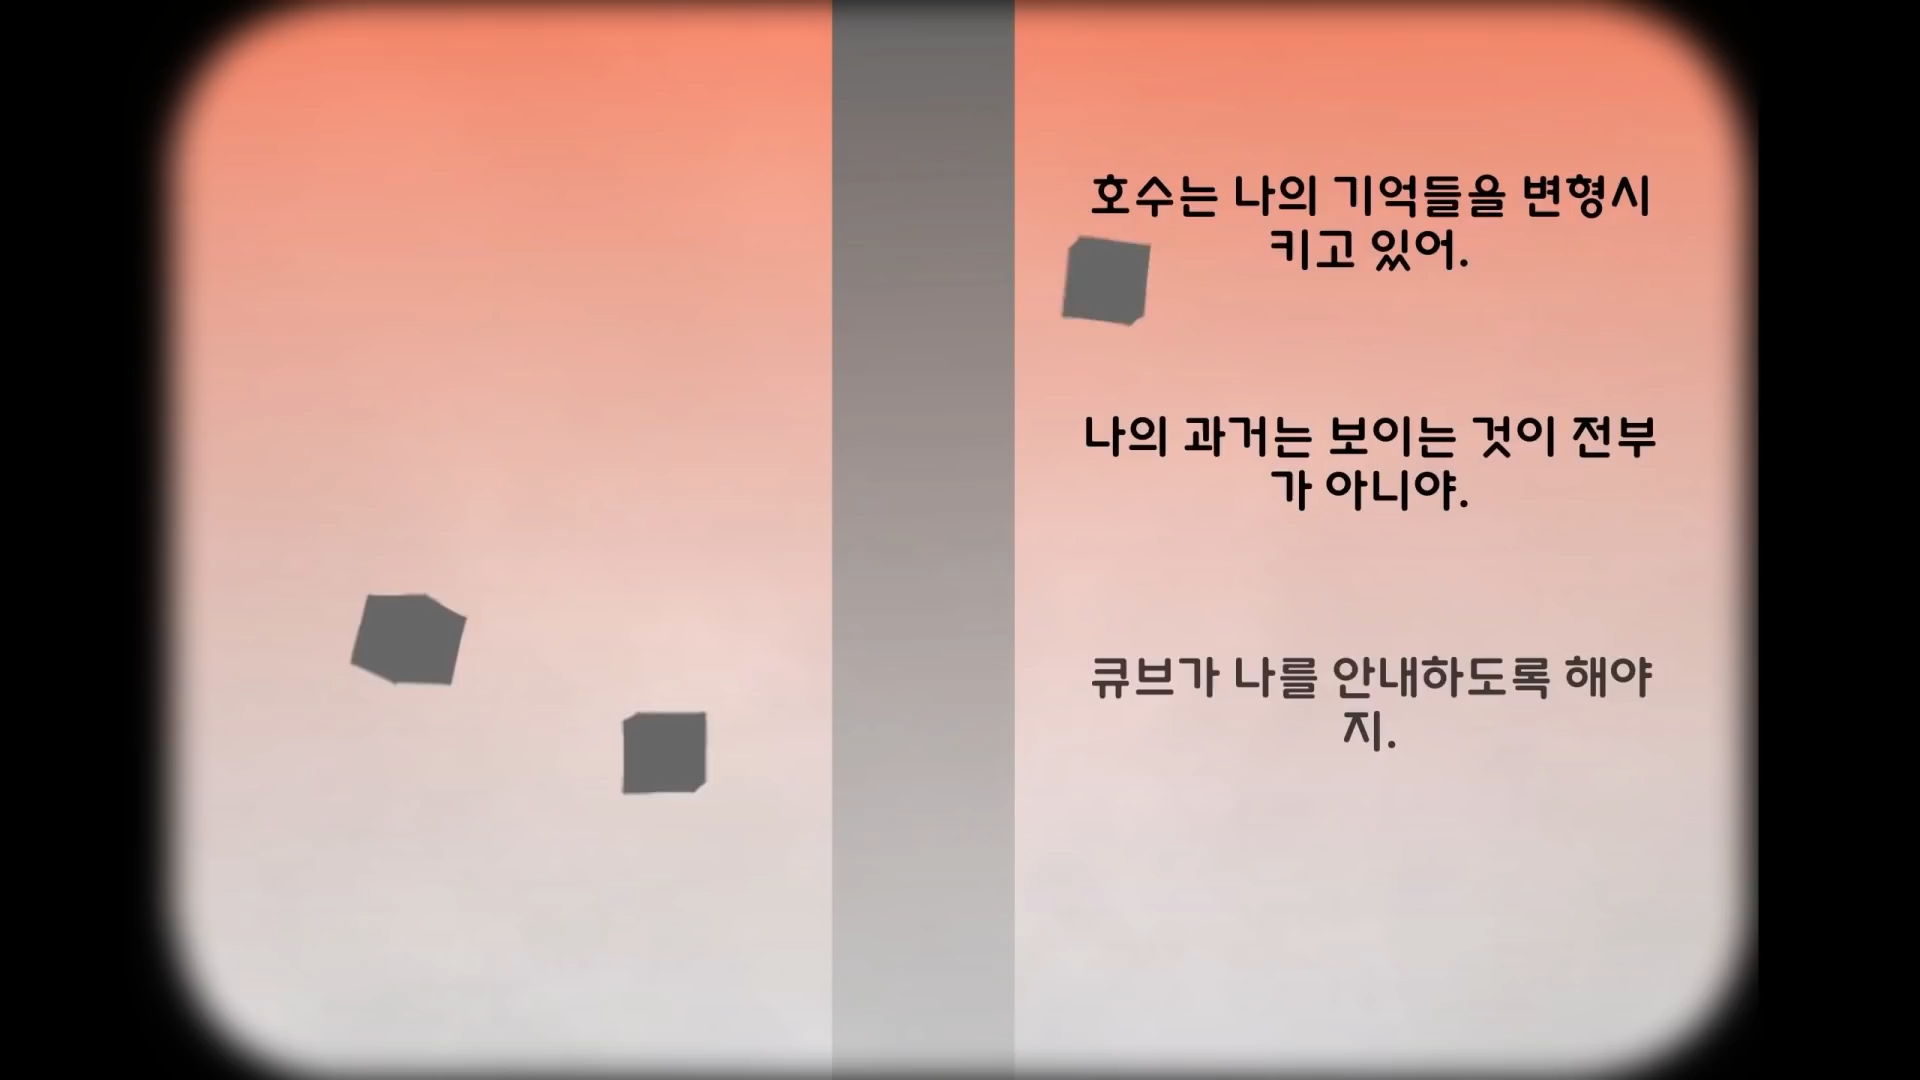 호수는 나의 기억들을 변형시
키고 있어.
나의 과거는 보이는 것이 전부
가 아니야.
큐브가 나를 안내하도록 해야
지.